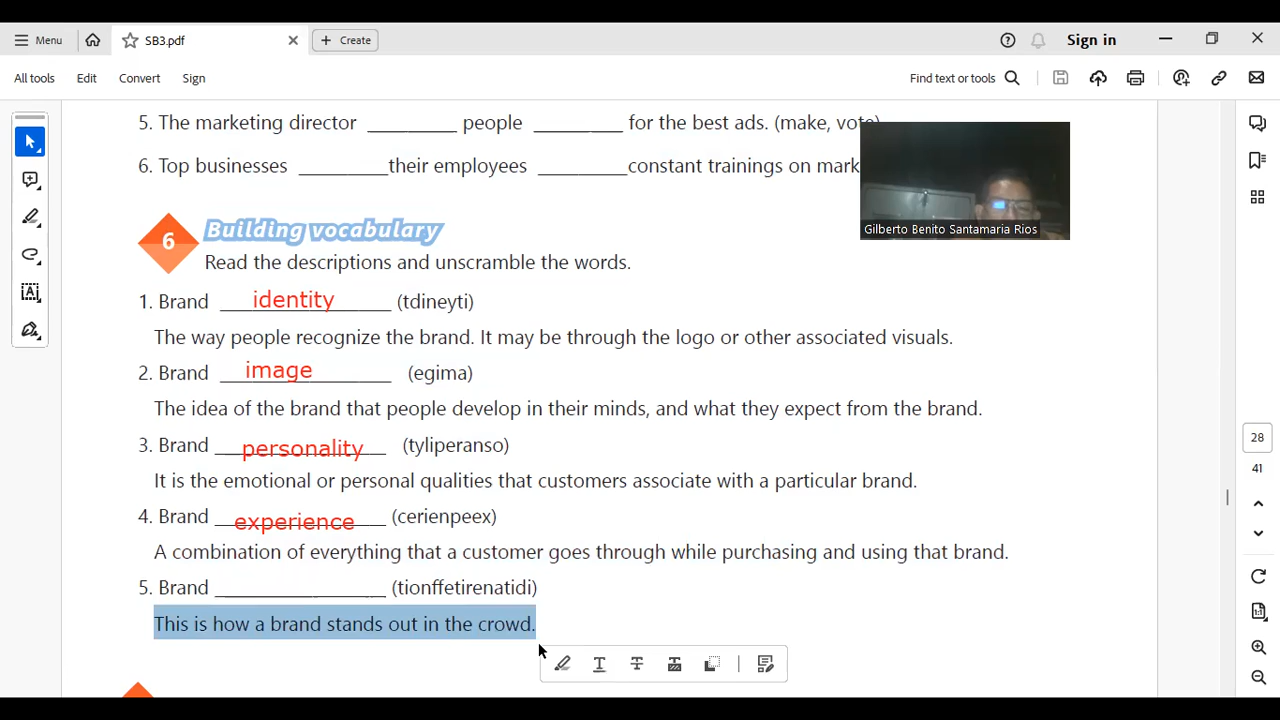 Menu
SB3.pdf
Create
Sign in
All tools
Edit
Convert
Sign
Find text or tools
5. The marketing director _________ people _________ for the best ads. (make, vote)
6. Top businesses _________their employees _________constant trainings on mark
Gilberto Benito Santamaria Rios
6
Building vocabulary
Read the descriptions and unscramble the words.
1. Brand identity (tdineyti)
The way people recognize the brand. It may be through the logo or other associated visuals.
2. Brand image (egima)
The idea of the brand that people develop in their minds, and what they expect from the brand.
3. Brand personality (tyliperanso)
It is the emotional or personal qualities that customers associate with a particular brand.
4. Brand experience (cerienpeex)
A combination of everything that a customer goes through while purchasing and using that brand.
5. Brand _________________ (tionffetirenatidi)
This is how a brand stands out in the crowd.
28
41